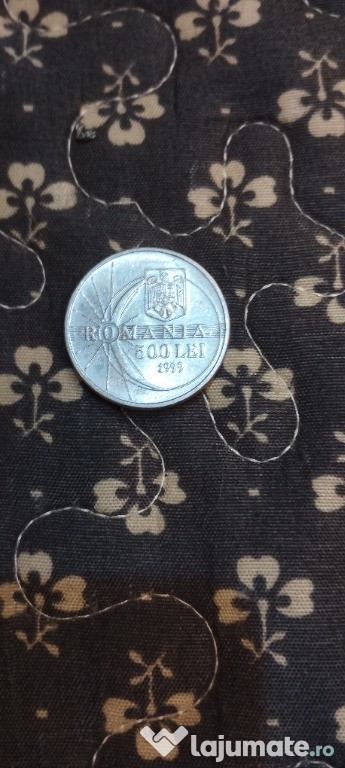 ROMANIA
500 LEI
1999
lajumate.ro